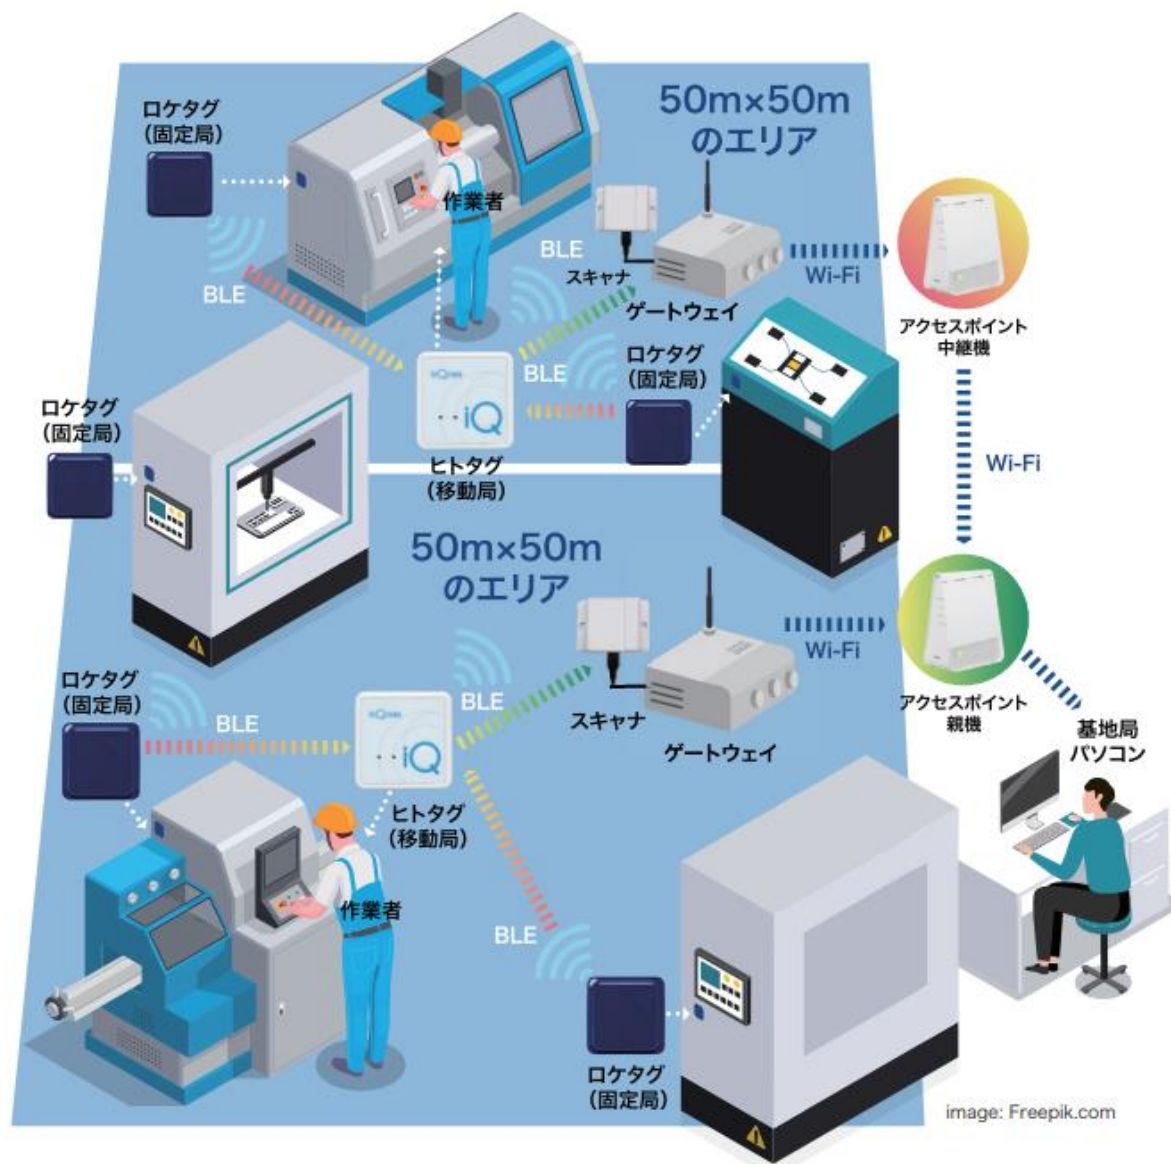 50m×50m
のエリア
ロケタグ
(固定局)
作業者
BLE
BLE
スキャナ
ゲートウェイ
Wi-Fi
アクセスポイント
中継機
BLE
ロケタグ
(固定局)
iQ
ヒトタグ
(移動局)
ロケタグ
(固定局)
Wi-Fi
50m×50m
のエリア
ロケタグ
(固定局)
BLE
BLE
iQ
ヒトタグ
(移動局)
スキャナ
ゲートウェイ
Wi-Fi
アクセスポイント
親機
基地局
パソコン
作業者
BLE
ロケタグ
(固定局)
image: Freepik.com